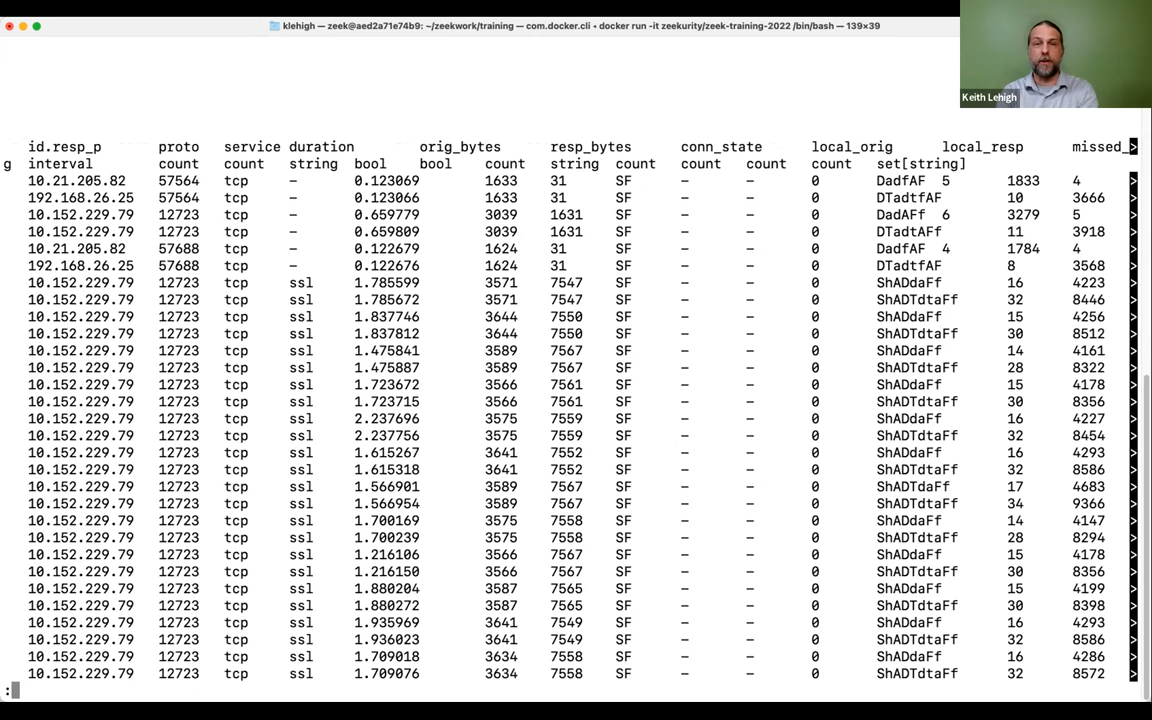 klehigh — zeek@aed2a71e74b9: ~/zeekwork/training — com.docker.cli • docker run -it zeekurity/zeek-training-2022 /bin/bash — 139×39
Keith Lehigh
id.resp_p proto service duration orig_bytes resp_bytes conn_state local_orig local_resp missed_>
g interval count count string bool bool count string count count count count set[string]
10.21.205.82 57564 tcp – 0.123069 1633 31 SF – – 0 DadfAF 5 1833 4 >
192.168.26.25 57564 tcp – 0.123066 1633 31 SF – – 0 DTadtfAF 10 3666 >
10.152.229.79 12723 tcp – 0.659779 3039 1631 SF – – 0 DadAFf 6 3279 5 >
10.152.229.79 12723 tcp – 0.659809 3039 1631 SF – – 0 DTadtAFf 11 3918 >
10.21.205.82 57688 tcp – 0.122679 1624 31 SF – – 0 DadfAF 4 1784 4 >
192.168.26.25 57688 tcp – 0.122676 1624 31 SF – – 0 DTadtfAF 8 3568 >
10.152.229.79 12723 tcp ssl 1.785599 3571 7547 SF – – 0 ShADdaFf 16 4223 >
10.152.229.79 12723 tcp ssl 1.785672 3571 7547 SF – – 0 ShADTdtaFf 32 8446 >
10.152.229.79 12723 tcp ssl 1.837746 3644 7550 SF – – 0 ShADdaFf 15 4256 >
10.152.229.79 12723 tcp ssl 1.837812 3644 7550 SF – – 0 ShADTdtaFf 30 8512 >
10.152.229.79 12723 tcp ssl 1.475841 3589 7567 SF – – 0 ShADdaFf 14 4161 >
10.152.229.79 12723 tcp ssl 1.475887 3589 7567 SF – – 0 ShADTdtaFf 28 8322 >
10.152.229.79 12723 tcp ssl 1.723672 3566 7561 SF – – 0 ShADdaFf 15 4178 >
10.152.229.79 12723 tcp ssl 1.723715 3566 7561 SF – – 0 ShADTdtaFf 30 8356 >
10.152.229.79 12723 tcp ssl 2.237696 3575 7559 SF – – 0 ShADdaFf 16 4227 >
10.152.229.79 12723 tcp ssl 2.237756 3575 7559 SF – – 0 ShADTdtaFf 32 8454 >
10.152.229.79 12723 tcp ssl 1.615267 3641 7552 SF – – 0 ShADdaFf 16 4293 >
10.152.229.79 12723 tcp ssl 1.615318 3641 7552 SF – – 0 ShADTdtaFf 32 8586 >
10.152.229.79 12723 tcp ssl 1.566901 3589 7567 SF – – 0 ShADdaFf 17 4683 >
10.152.229.79 12723 tcp ssl 1.566954 3589 7567 SF – – 0 ShADTdtaFf 34 9366 >
10.152.229.79 12723 tcp ssl 1.700169 3575 7558 SF – – 0 ShADdaFf 14 4147 >
10.152.229.79 12723 tcp ssl 1.700239 3575 7558 SF – – 0 ShADTdtaFf 28 8294 >
10.152.229.79 12723 tcp ssl 1.216106 3566 7567 SF – – 0 ShADdaFf 15 4178 >
10.152.229.79 12723 tcp ssl 1.216150 3566 7567 SF – – 0 ShADTdtaFf 30 8356 >
10.152.229.79 12723 tcp ssl 1.880204 3587 7565 SF – – 0 ShADdaFf 15 4199 >
10.152.229.79 12723 tcp ssl 1.880272 3587 7565 SF – – 0 ShADTdtaFf 30 8398 >
10.152.229.79 12723 tcp ssl 1.935969 3641 7549 SF – – 0 ShADdaFf 16 4293 >
10.152.229.79 12723 tcp ssl 1.936023 3641 7549 SF – – 0 ShADTdtaFf 32 8586 >
10.152.229.79 12723 tcp ssl 1.709018 3634 7558 SF – – 0 ShADdaFf 16 4286 >
10.152.229.79 12723 tcp ssl 1.709076 3634 7558 SF – – 0 ShADTdtaFf 32 8572 >
: